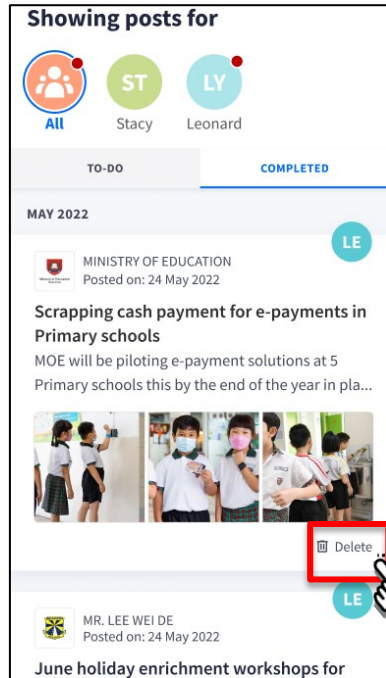 Showing posts for
ST
LY
All
Stacy
Leonard
TO-DO
COMPLETED
MAY 2022
LE
MINISTRY OF EDUCATION
Posted on: 24 May 2022
Scrapping cash payment for e-payments in
Primary schools
MOE will be piloting e-payment solutions at 5
Primary schools this by the end of the year in pla...
Delete
LE
MR. LEE WEI DE
Posted on: 24 May 2022
June holiday enrichment workshops for